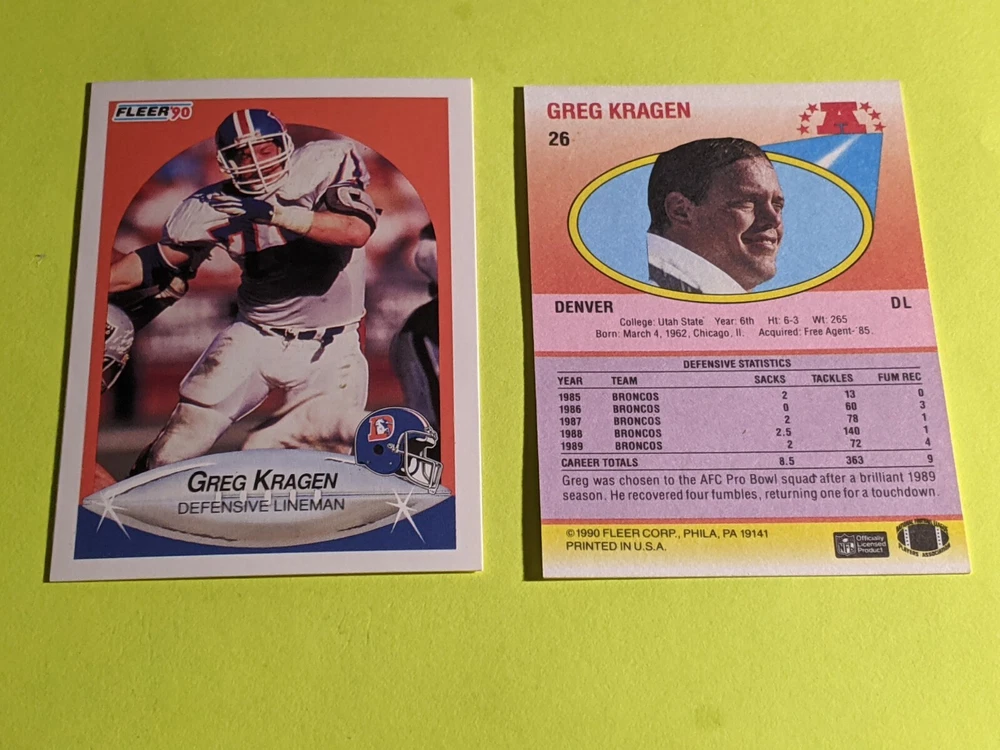 FLEER '90
GREG KRAGEN
DEFENSIVE LINEMAN
D
GREG KRAGEN
26
A
DENVER DL
College: Utah State Year: 6th Ht: 6-3 Wt: 265
Born: March 4, 1962, Chicago, Il. Acquired: Free Agent-'85.
DEFENSIVE STATISTICS
YEAR TEAM SACKS TACKLES FUM REC
1985 BRONCOS 2 13 0
1986 BRONCOS 0 60 3
1987 BRONCOS 2 78 1
1988 BRONCOS 2.5 140 1
1989 BRONCOS 2 72 4
CAREER TOTALS 8.5 363 9
Greg was chosen to the AFC Pro Bowl squad after a brilliant 1989
season. He recovered four fumbles, returning one for a touchdown.
©1990 FLEER CORP., PHILA, PA 19141
PRINTED IN U.S.A.
NFL
Officially
Licensed
Product
PLAYERS ASSOCIATION